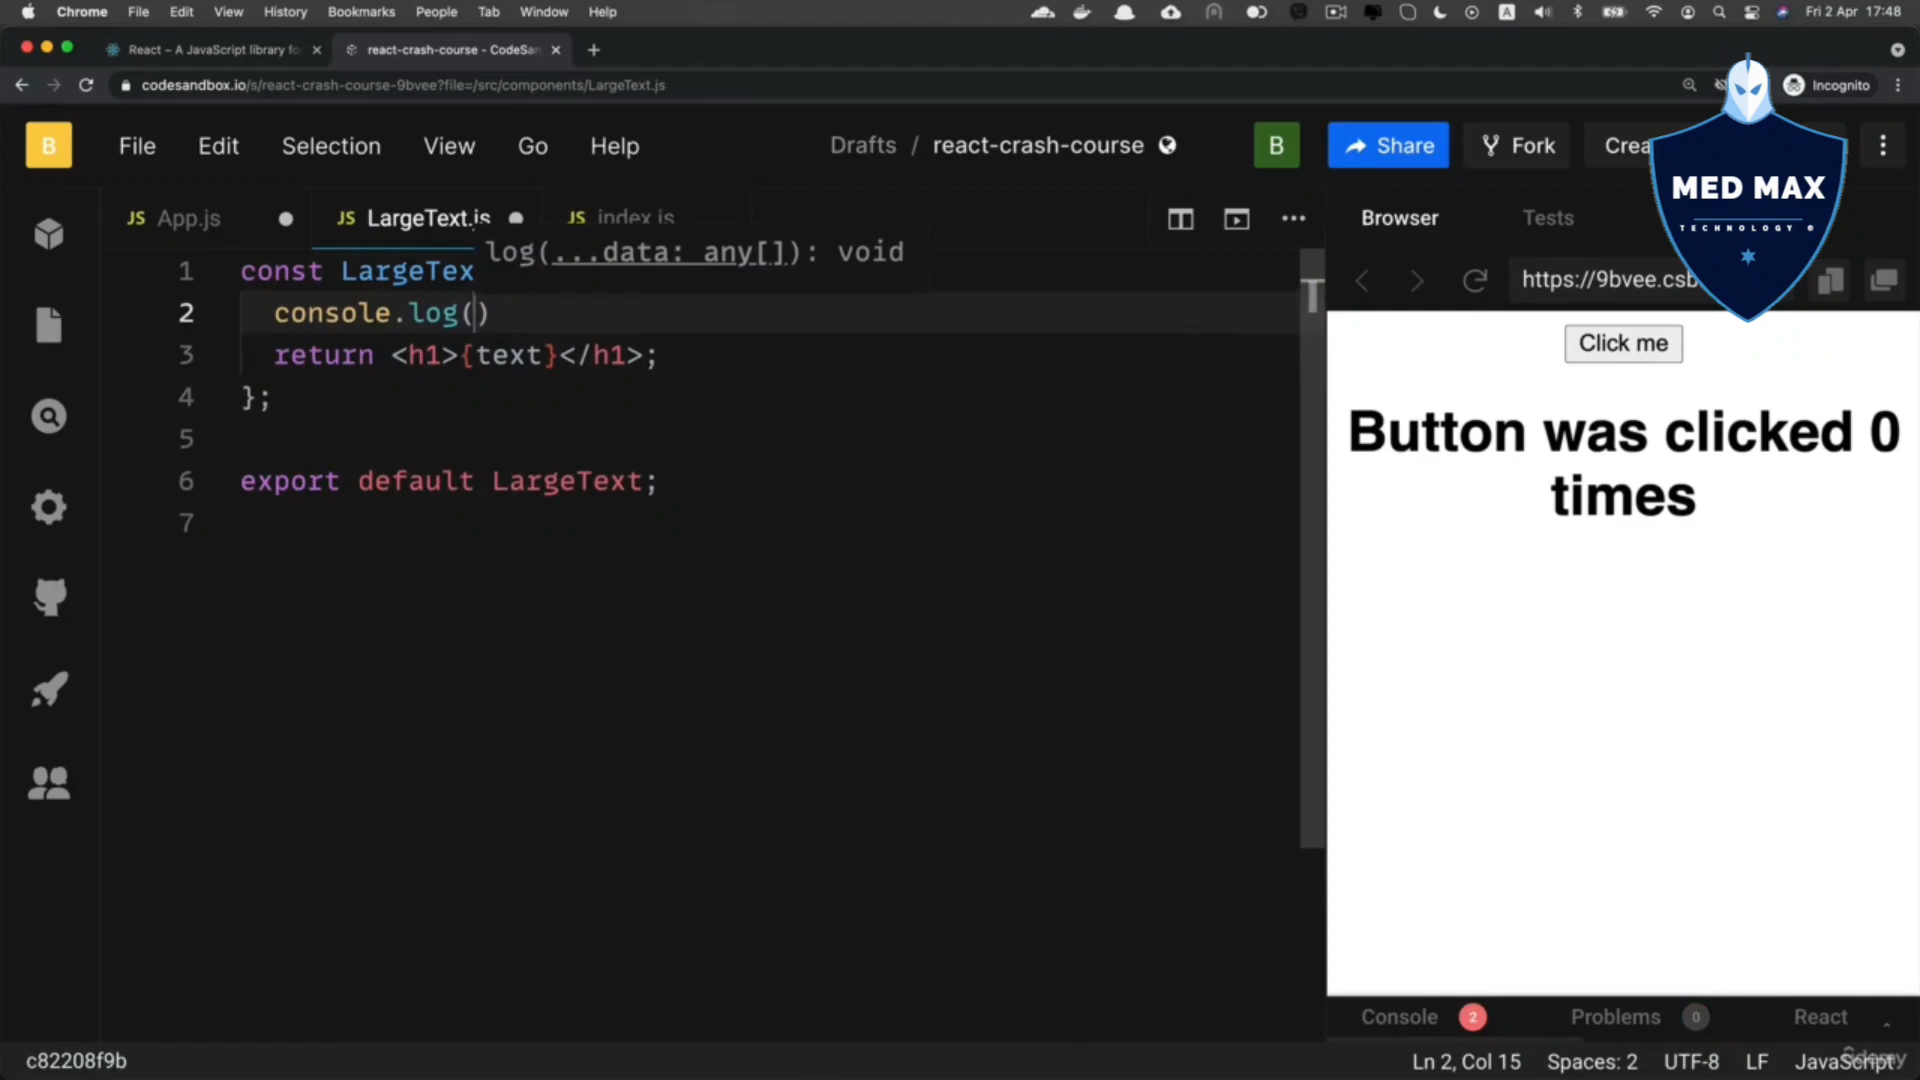 Chrome File Edit View History Bookmarks People Tab Window Help
A
Fri 2 Apr 17:48
React – A JavaScript library fo
react-crash-course - CodeSan
codesandbox.io/s/react-crash-course-9bvee?file=/src/components/LargeText.js
Incognito
B File Edit Selection View Go Help
Drafts / react-crash-course
B Share Fork Crea
MED MAX
TECHNOLOGY
JS App.js
JS LargeText.js
JS index.js
Browser Tests
log(...data: any[]): void
https://9bvee.csb
1 const LargeTex
2 console.log()
3 return <h1>{text}</h1>;
4 };
5
6 export default LargeText;
7
Click me
Button was clicked 0
times
Console 2 Problems 0 React
c82208f9b
Ln 2, Col 15 Spaces: 2 UTF-8 LF JavaScript
Udemy